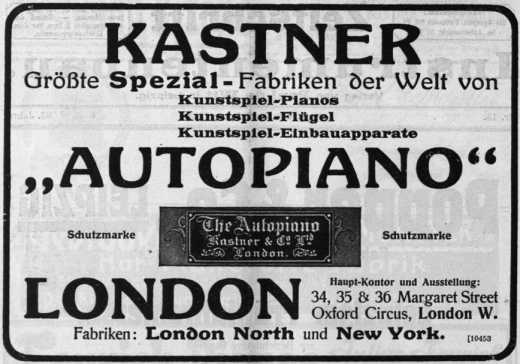 KASTNER
Größte Spezial-Fabriken der Welt von
Kunstspiel-Pianos
Kunstspiel-Flügel
Kunstspiel-Einbauapparate
„AUTOPIANO“
Schutzmarke
The Autopiano
Kastner & Co Ltd
London.
Schutzmarke
LONDON
Haupt-Kontor und Ausstellung:
34, 35 & 36 Margaret Street
Oxford Circus, London W.
Fabriken: London North und New York.
[10453